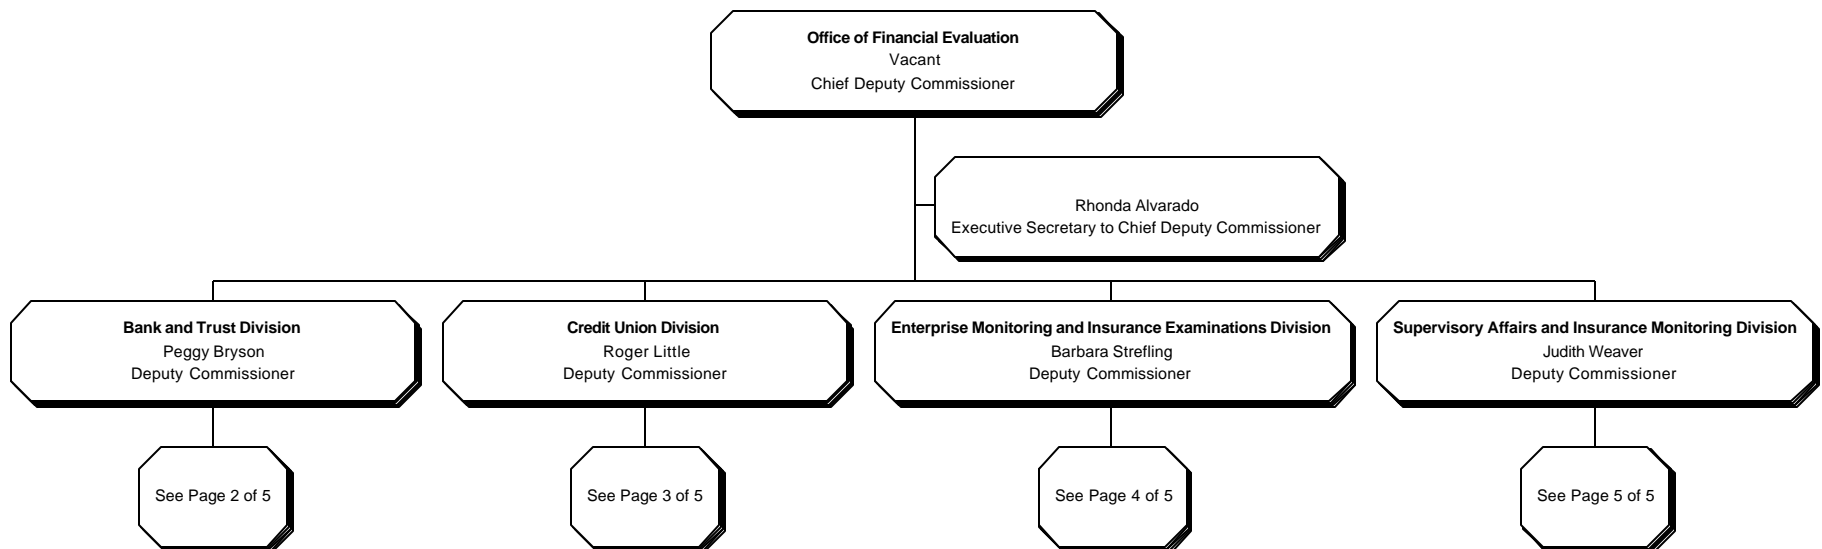 Office of Financial Evaluation
Vacant
Chief Deputy Commissioner
Rhonda Alvarado
Executive Secretary to Chief Deputy Commissioner
Bank and Trust Division
Peggy Bryson
Deputy Commissioner
Credit Union Division
Roger Little
Deputy Commissioner
Enterprise Monitoring and Insurance Examinations Division
Barbara Strefling
Deputy Commissioner
Supervisory Affairs and Insurance Monitoring Division
Judith Weaver
Deputy Commissioner
See Page 2 of 5
See Page 3 of 5
See Page 4 of 5
See Page 5 of 5